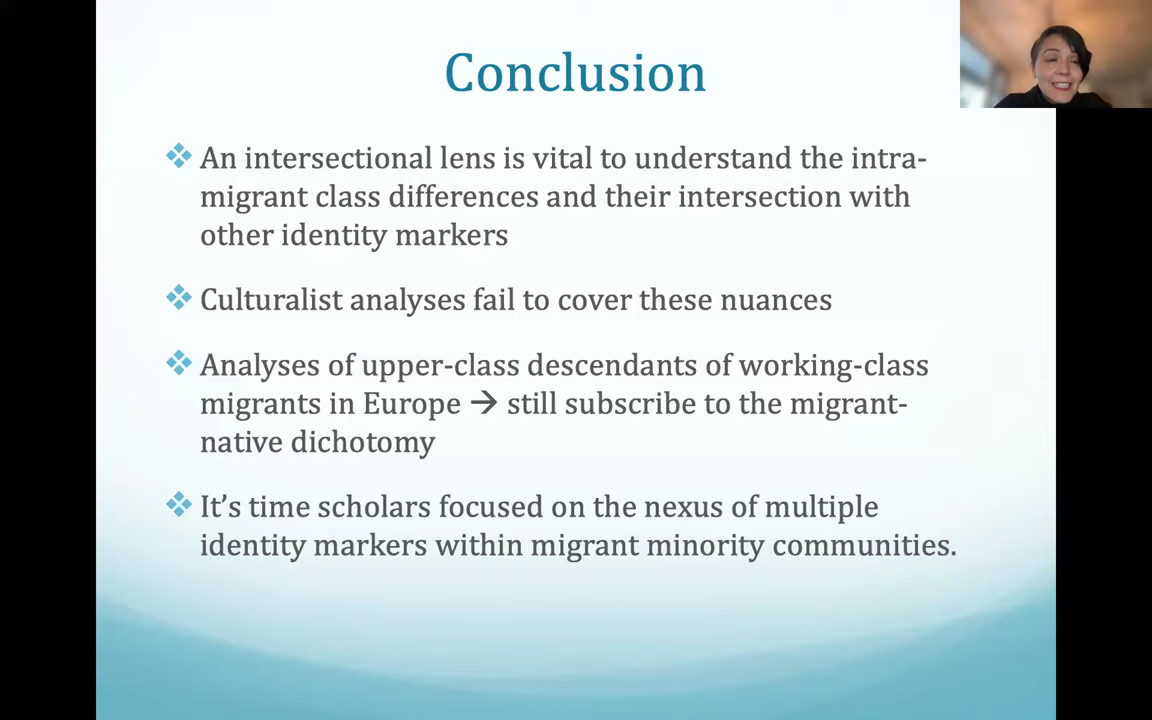 Conclusion
An intersectional lens is vital to understand the intra-
migrant class differences and their intersection with
other identity markers
Culturalist analyses fail to cover these nuances
Analyses of upper-class descendants of working-class
migrants in Europe → still subscribe to the migrant-
native dichotomy
It’s time scholars focused on the nexus of multiple
identity markers within migrant minority communities.